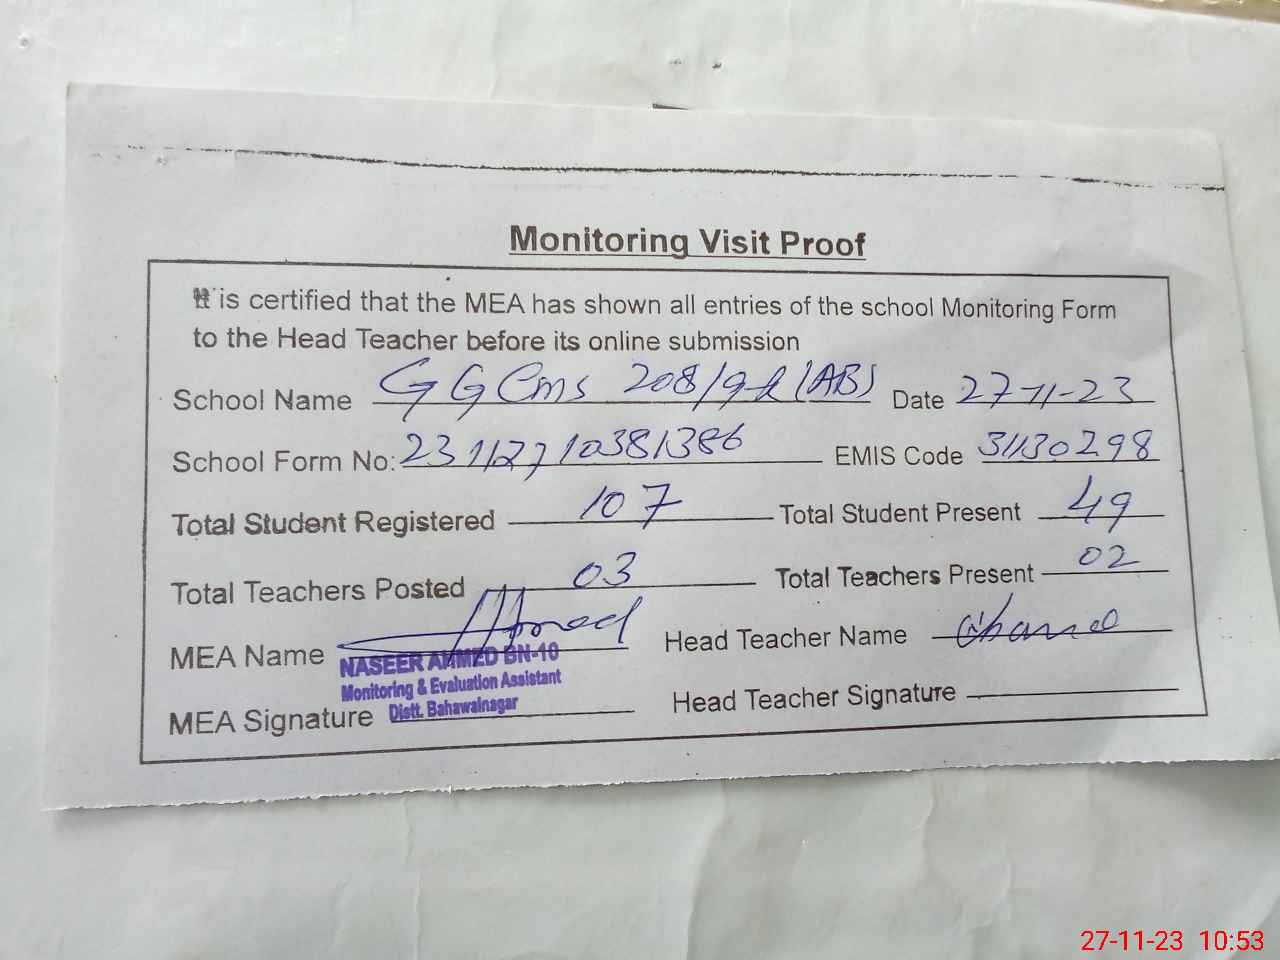 Monitoring Visit Proof
It is certified that the MEA has shown all entries of the school Monitoring Form
to the Head Teacher before its online submission
School Name GGCms 208/9-R (AB) Date 27-11-23
School Form No: 23112710381386 EMIS Code 31130298
Total Student Registered 107 Total Student Present 49
Total Teachers Posted 03 Total Teachers Present 02
MEA Name Ahmed Head Teacher Name
NASEER AHMED BN-10
Monitoring & Evaluation Assistant
Distt. Bahawalnagar
MEA Signature Head Teacher Signature
27-11-23 10:53